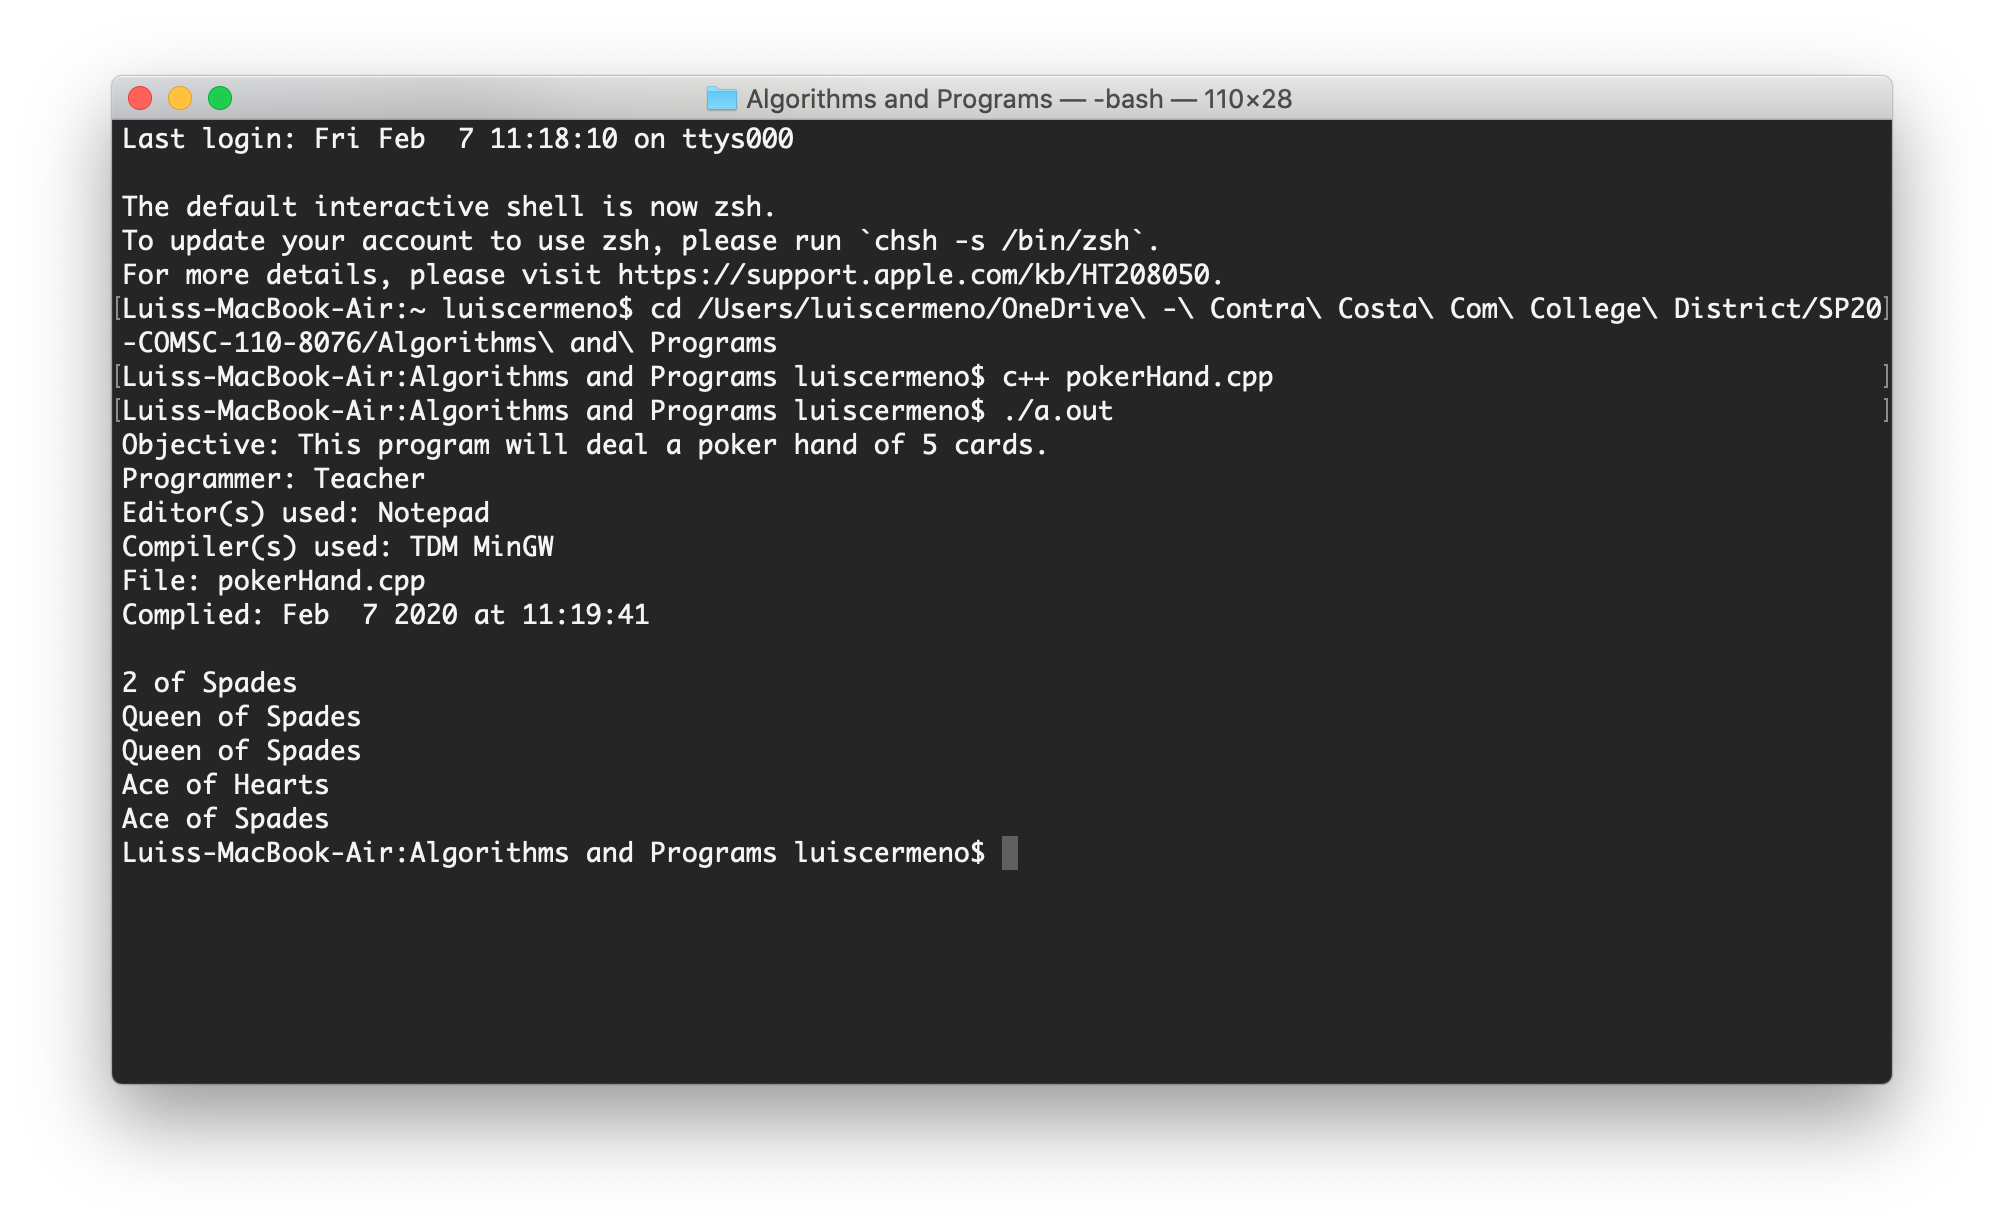 Algorithms and Programs — -bash — 110×28
Last login: Fri Feb  7 11:18:10 on ttys000
The default interactive shell is now zsh.
To update your account to use zsh, please run `chsh -s /bin/zsh`.
For more details, please visit https://support.apple.com/kb/HT208050.
[Luiss-MacBook-Air:~ luiscermeno$ cd /Users/luiscermeno/OneDrive\ -\ Contra\ Costa\ Com\ College\ District/SP20]
-COMSC-110-8076/Algorithms\ and\ Programs
[Luiss-MacBook-Air:Algorithms and Programs luiscermeno$ c++ pokerHand.cpp ]
[Luiss-MacBook-Air:Algorithms and Programs luiscermeno$ ./a.out ]
Objective: This program will deal a poker hand of 5 cards.
Programmer: Teacher
Editor(s) used: Notepad
Compiler(s) used: TDM MinGW
File: pokerHand.cpp
Complied: Feb  7 2020 at 11:19:41
2 of Spades
Queen of Spades
Queen of Spades
Ace of Hearts
Ace of Spades
Luiss-MacBook-Air:Algorithms and Programs luiscermeno$